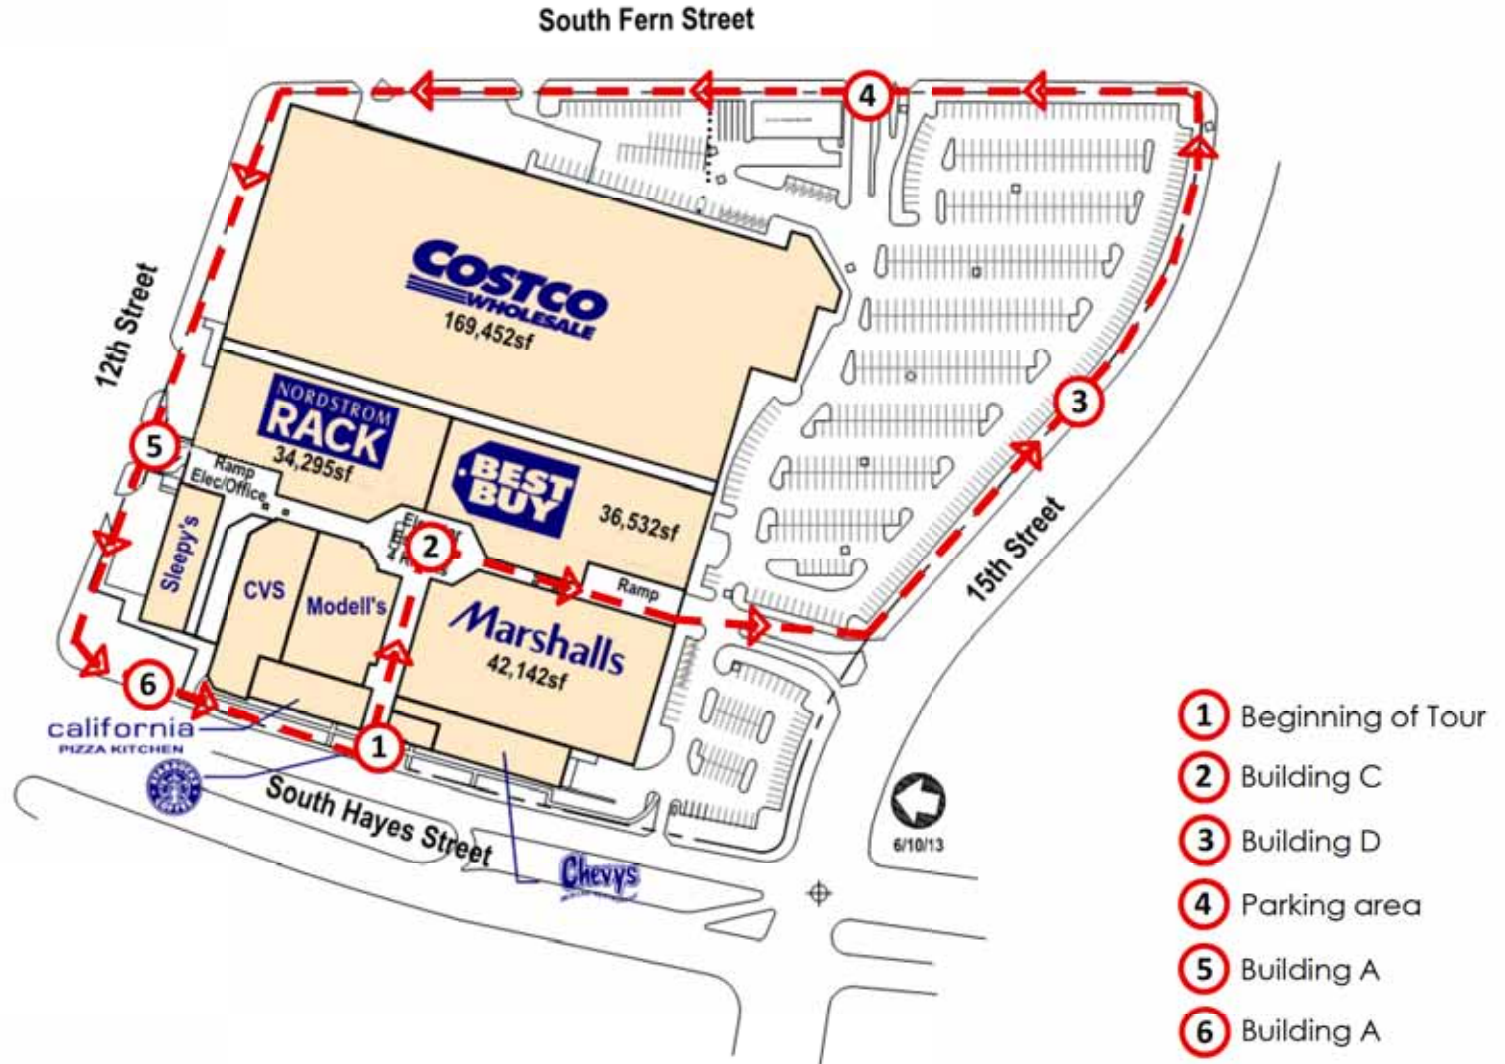 South Fern Street
4
COSTCO
WHOLESALE
169,452sf
12th Street
NORDSTROM
RACK
34,295sf
BEST
BUY
36,532sf
3
5
Ramp
Elec/Office
2
15th Street
Sleepy's
CVS
Modell's
Ramp
Marshalls
42,142sf
6
california
PIZZA KITCHEN
1
South Hayes Street
Chevys
6/10/13
1 Beginning of Tour
2 Building C
3 Building D
4 Parking area
5 Building A
6 Building A